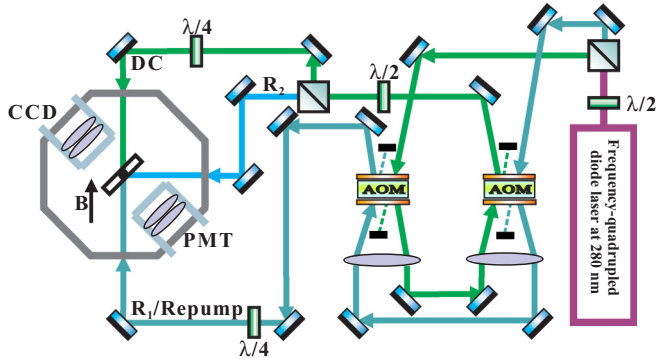 λ/4
DC
R₂
λ/2
λ/2
CCD
B
AOM
AOM
PMT
Frequency-quadrupled
diode laser at 280 nm
R₁/Repump
λ/4